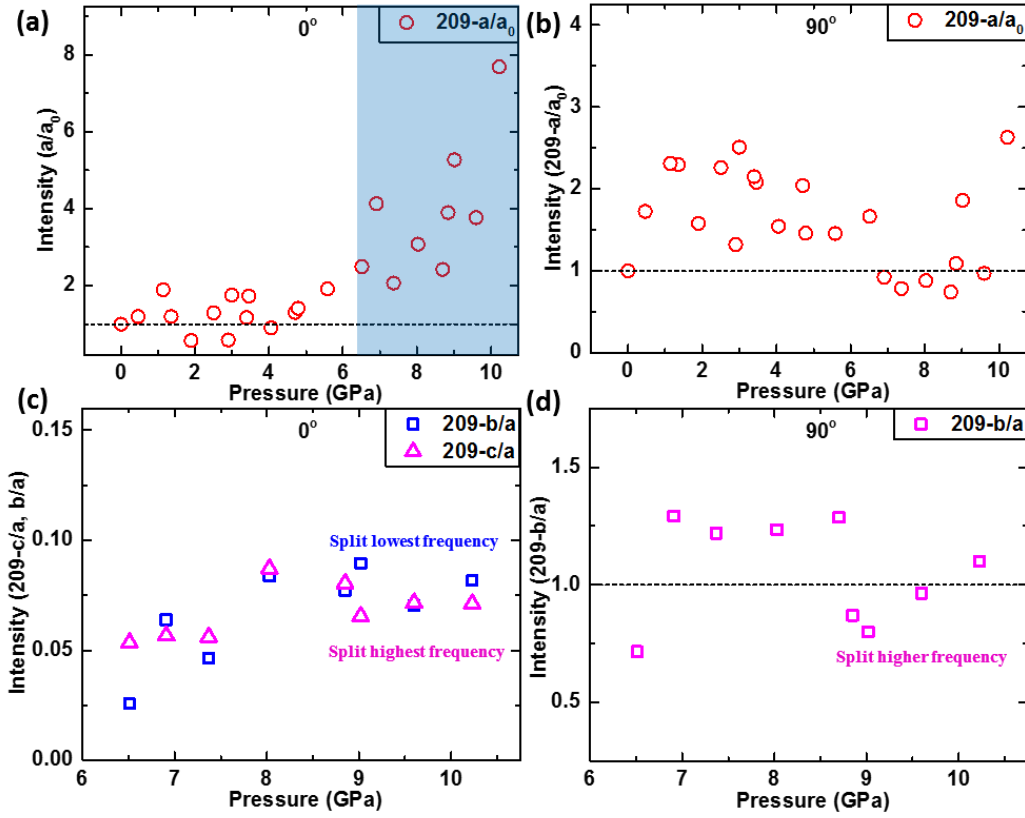 (a)
0°
209-a/a0
8
6
4
2
Intensity (a/a0)
0 2 4 6 8 10
Pressure (GPa)
(b)
90°
209-a/a0
4
3
2
1
0
Intensity (209-a/a0)
0 2 4 6 8 10
Pressure (GPa)
(c)
0°
209-b/a
209-c/a
0.15
0.10
0.05
0.00
Intensity (209-c/a, b/a)
Split lowest frequency
Split highest frequency
6 7 8 9 10
Pressure (GPa)
(d)
90°
209-b/a
1.5
1.0
0.5
Intensity (209-b/a)
Split higher frequency
6 7 8 9 10
Pressure (GPa)